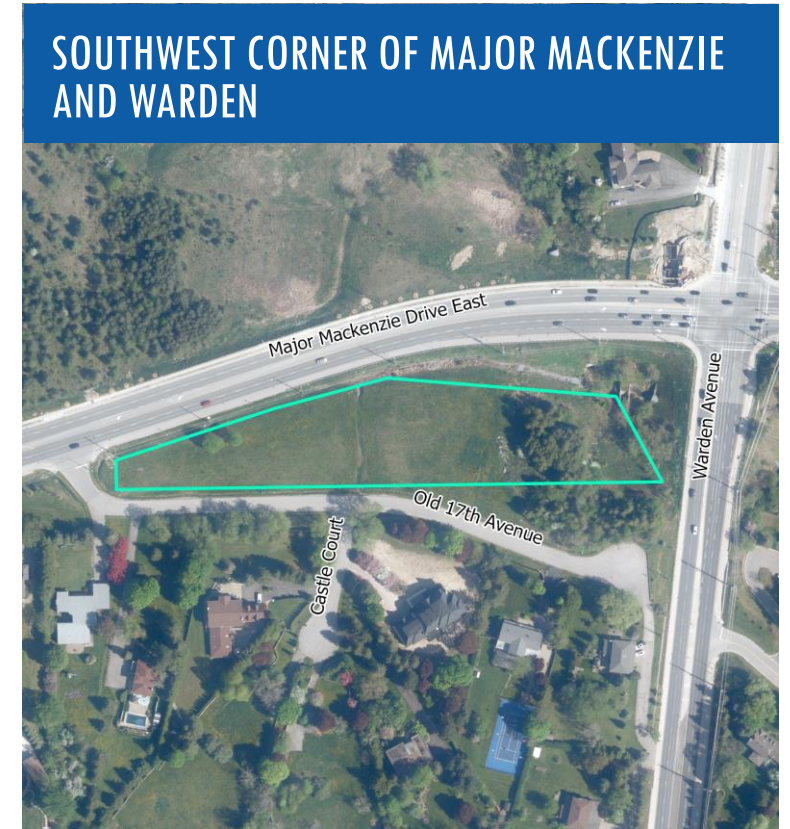 SOUTHWEST CORNER OF MAJOR MACKENZIE
AND WARDEN
Major Mackenzie Drive East
Warden Avenue
Old 17th Avenue
Castle Court